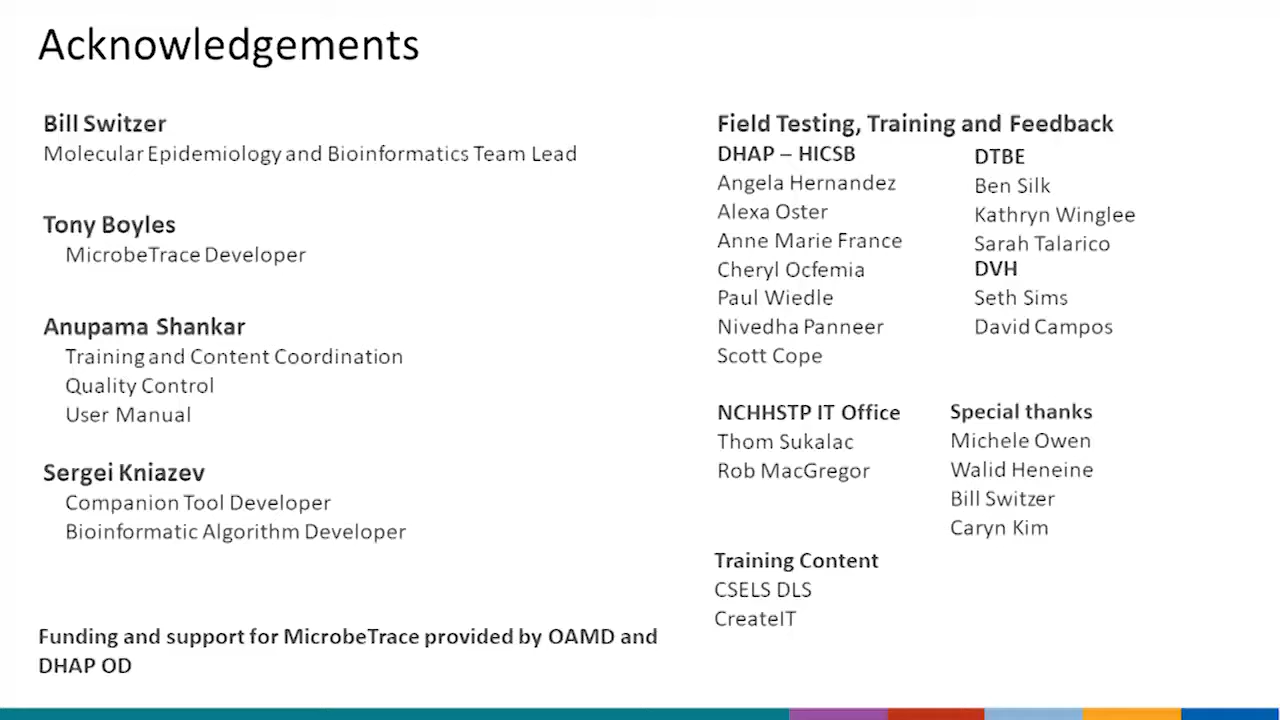 Acknowledgements
Bill Switzer
Molecular Epidemiology and Bioinformatics Team Lead
Tony Boyles
MicrobeTrace Developer
Anupama Shankar
Training and Content Coordination
Quality Control
User Manual
Sergei Kniazev
Companion Tool Developer
Bioinformatic Algorithm Developer
Funding and support for MicrobeTrace provided by OAMD and
DHAP OD
Field Testing, Training and Feedback
DHAP – HICSB
Angela Hernandez
Alexa Oster
Anne Marie France
Cheryl Ocfemia
Paul Wiedle
Nivedha Panneer
Scott Cope
DTBE
Ben Silk
Kathryn Winglee
Sarah Talarico
DVH
Seth Sims
David Campos
NCHHSTP IT Office
Thom Sukalac
Rob MacGregor
Special thanks
Michele Owen
Walid Heneine
Bill Switzer
Caryn Kim
Training Content
CSELS DLS
CreateIT